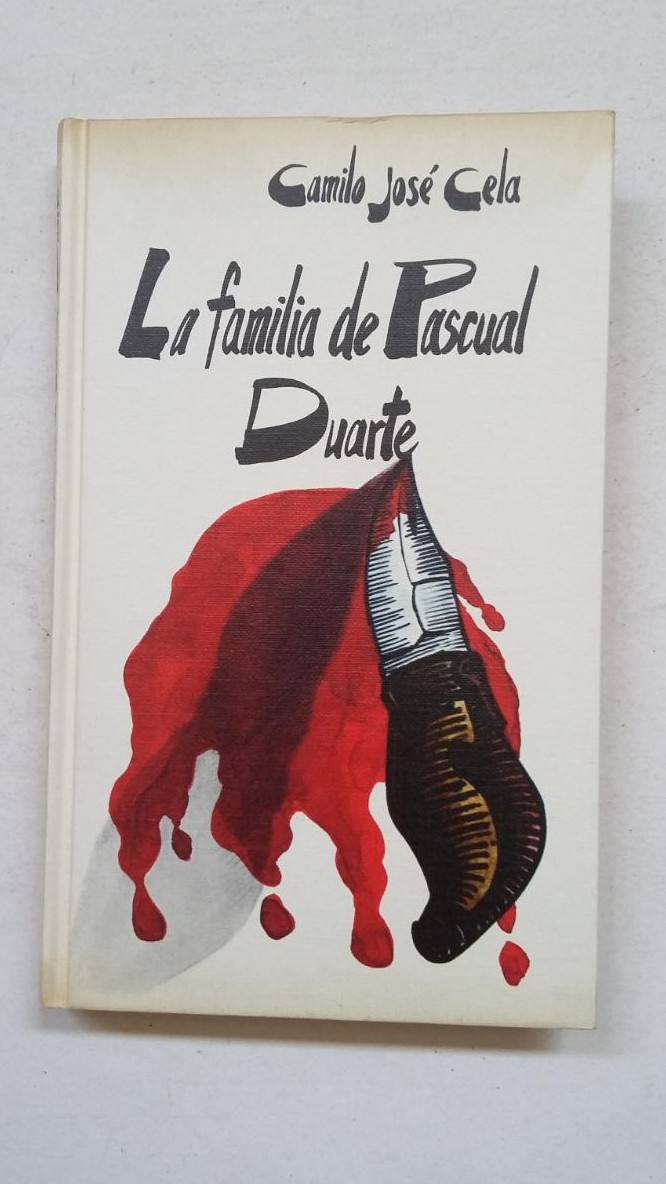 Camilo José Cela
La familia de Pascual
Duarte